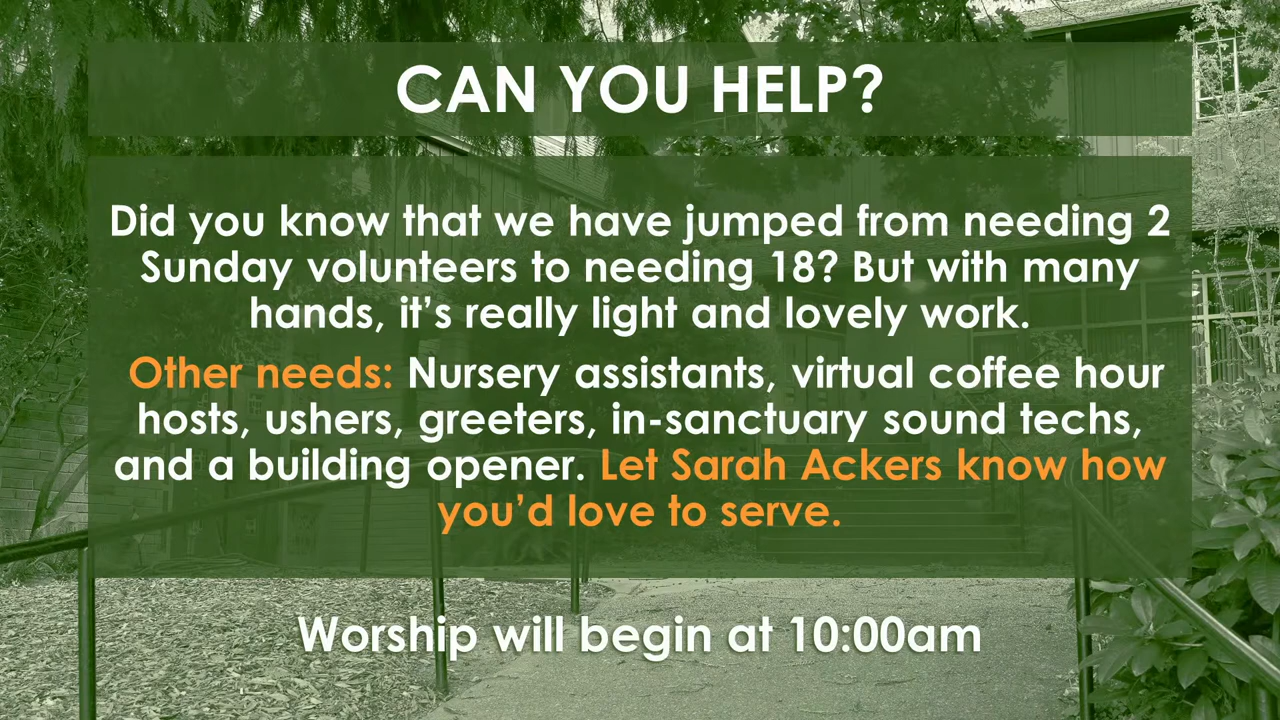 CAN YOU HELP?
Did you know that we have jumped from needing 2
Sunday volunteers to needing 18? But with many
hands, it’s really light and lovely work.
Other needs: Nursery assistants, virtual coffee hour
hosts, ushers, greeters, in-sanctuary sound techs,
and a building opener. Let Sarah Ackers know how
you’d love to serve.
Worship will begin at 10:00am